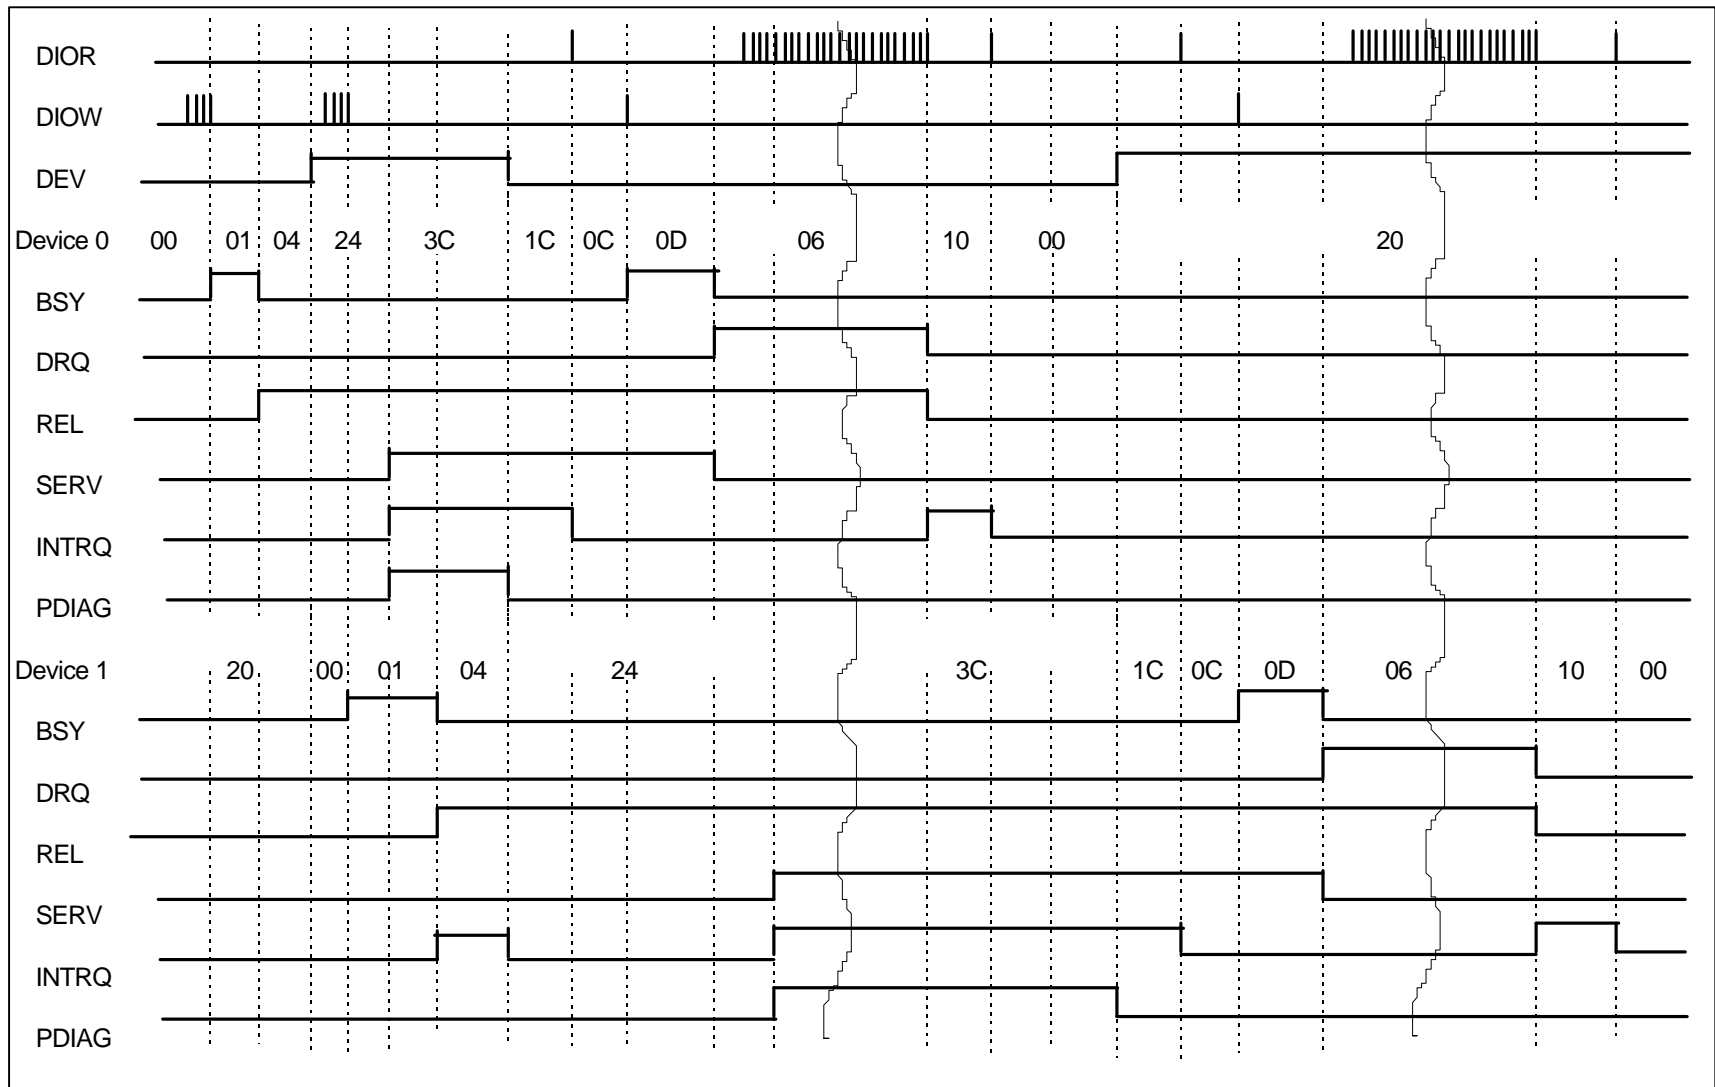 DIOR
DIOW
DEV
Device 0 00 01 04 24 3C 1C 0C 0D 06 10 00 20
BSY
DRQ
REL
SERV
INTRQ
PDIAG
Device 1 20 00 01 04 24 3C 1C 0C 0D 06 10 00
BSY
DRQ
REL
SERV
INTRQ
PDIAG